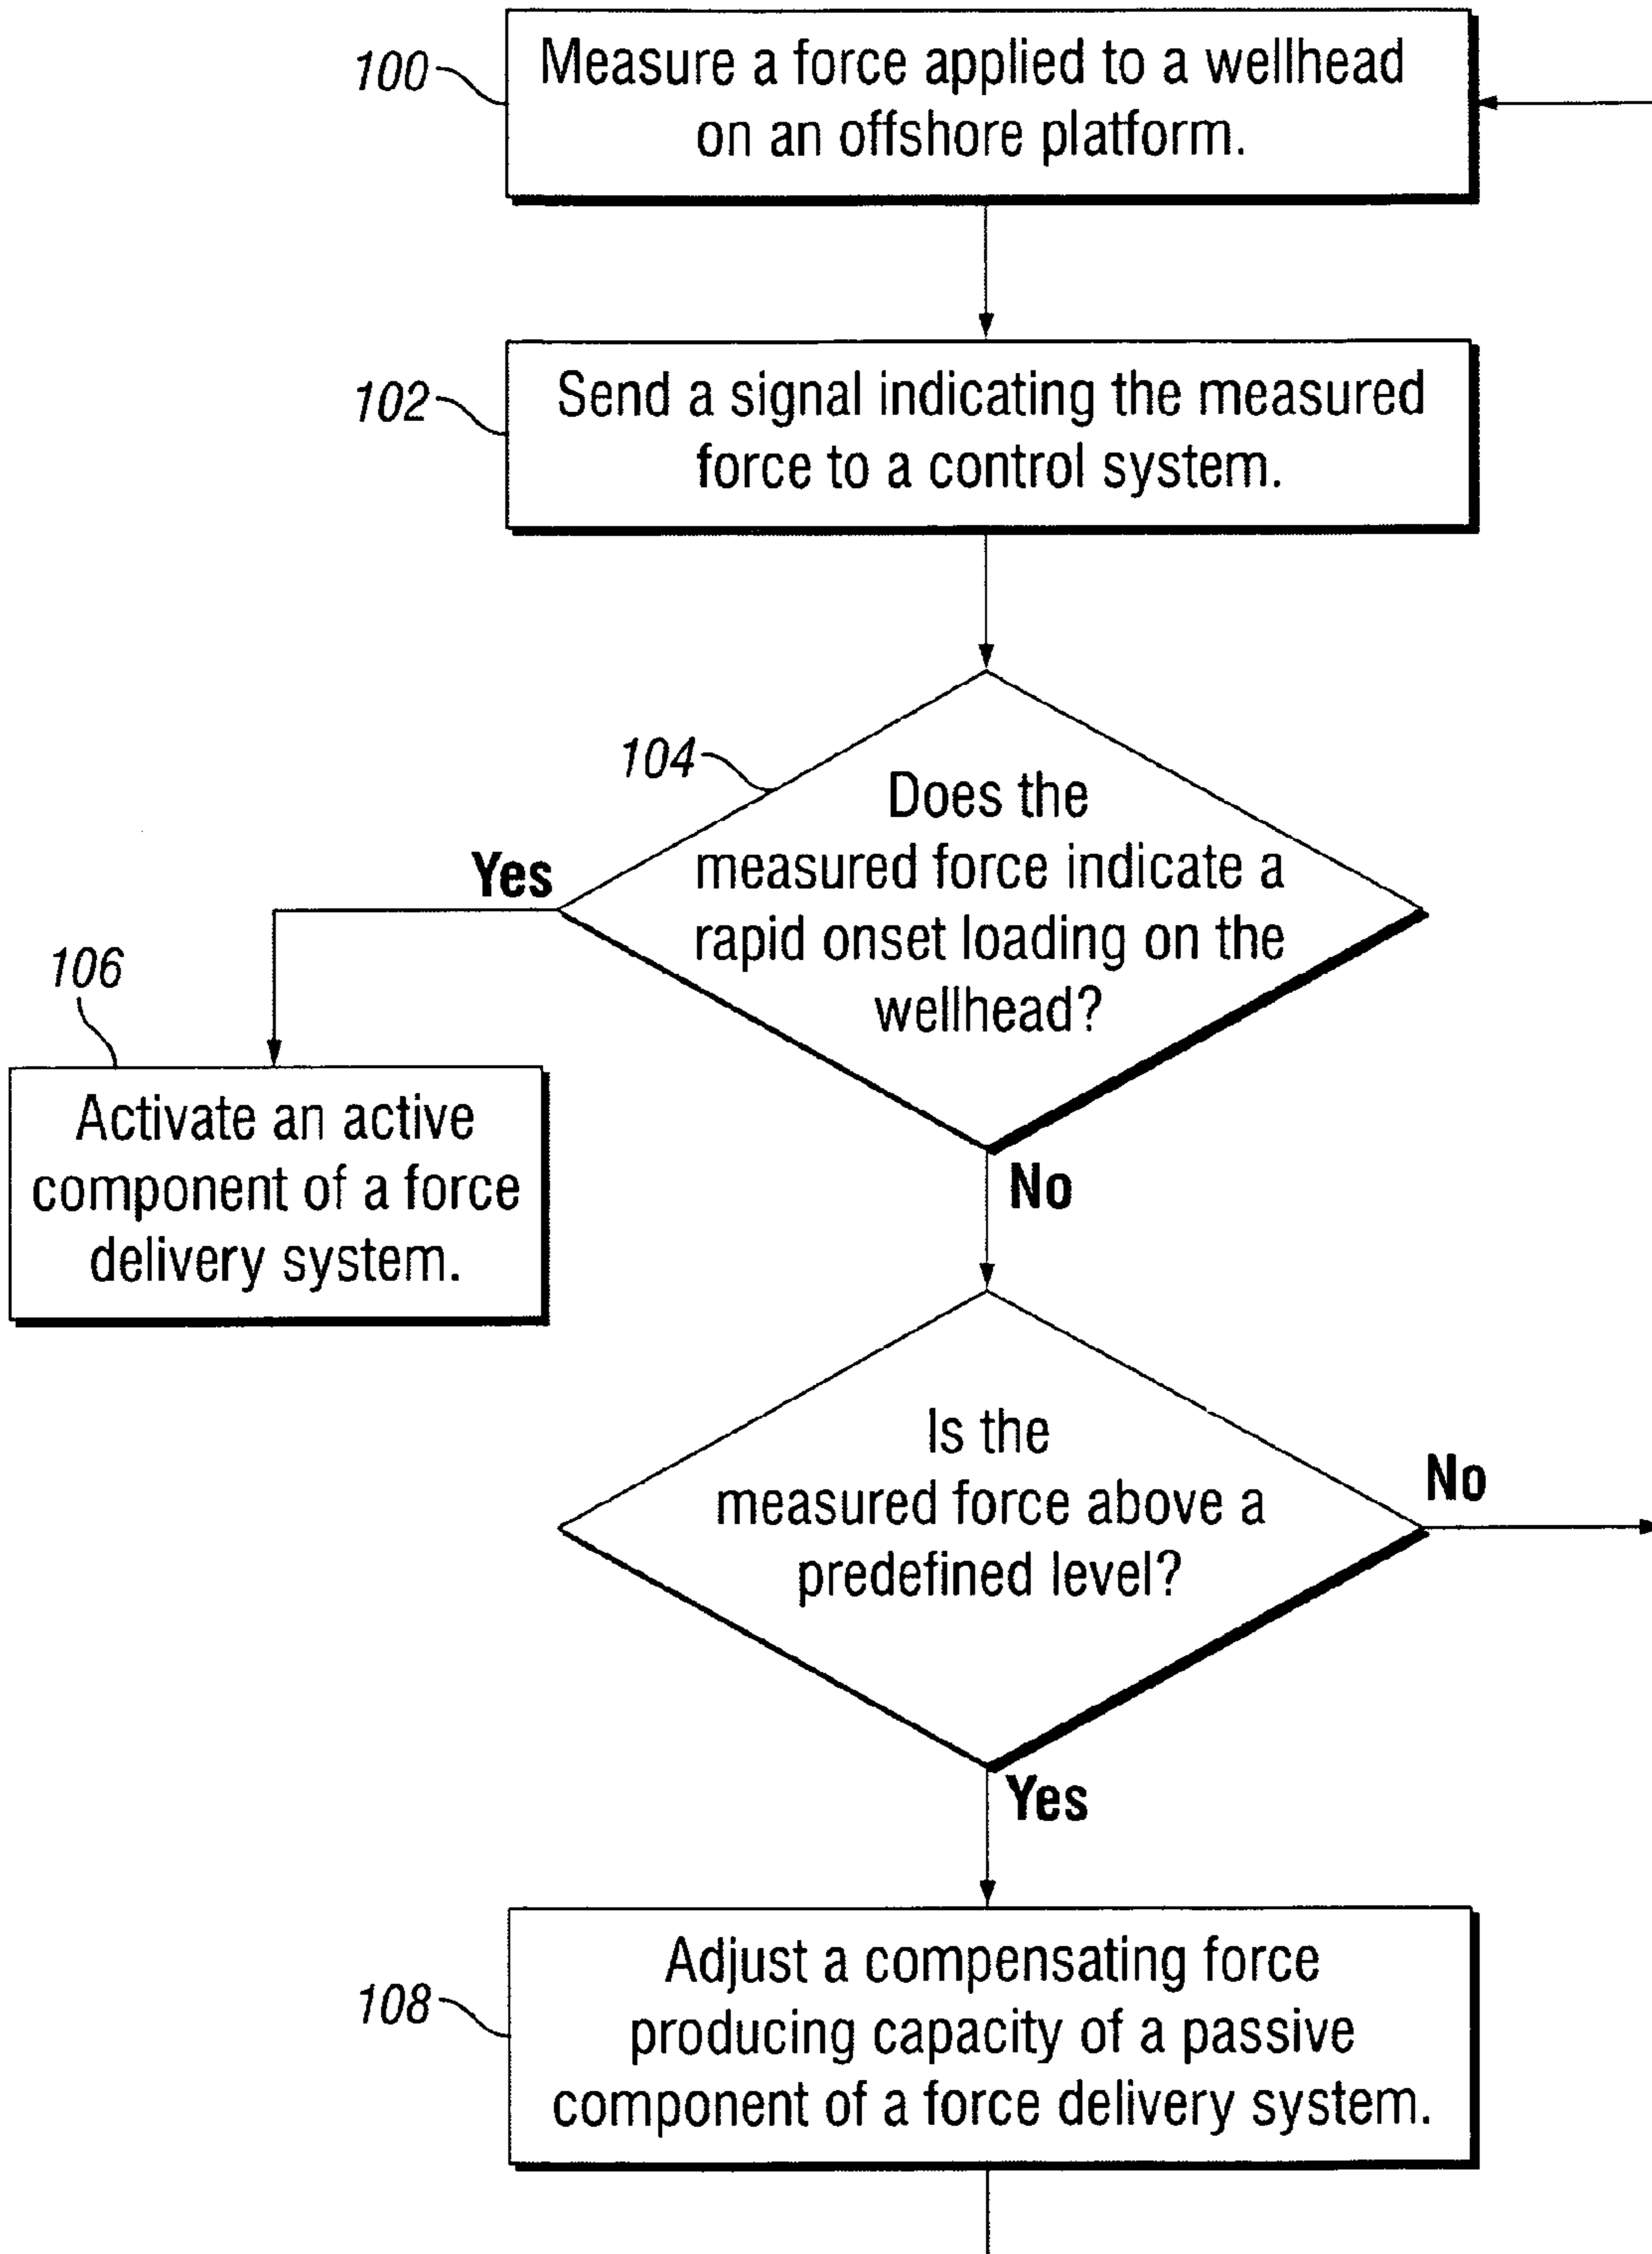 100
Measure a force applied to a wellhead
on an offshore platform.
102
Send a signal indicating the measured
force to a control system.
104
Does the
measured force indicate a
rapid onset loading on the
wellhead?
Yes
106
Activate an active
component of a force
delivery system.
No
Is the
measured force above a
predefined level?
No
Yes
108
Adjust a compensating force
producing capacity of a passive
component of a force delivery system.